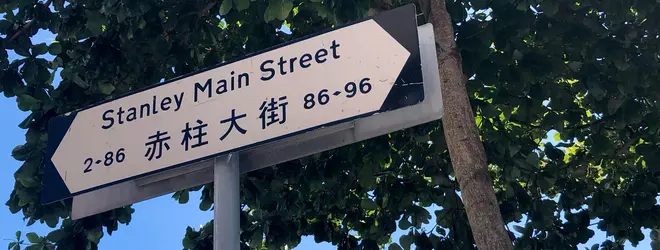 Stanley Main Street
2-86 赤柱大街 86-96